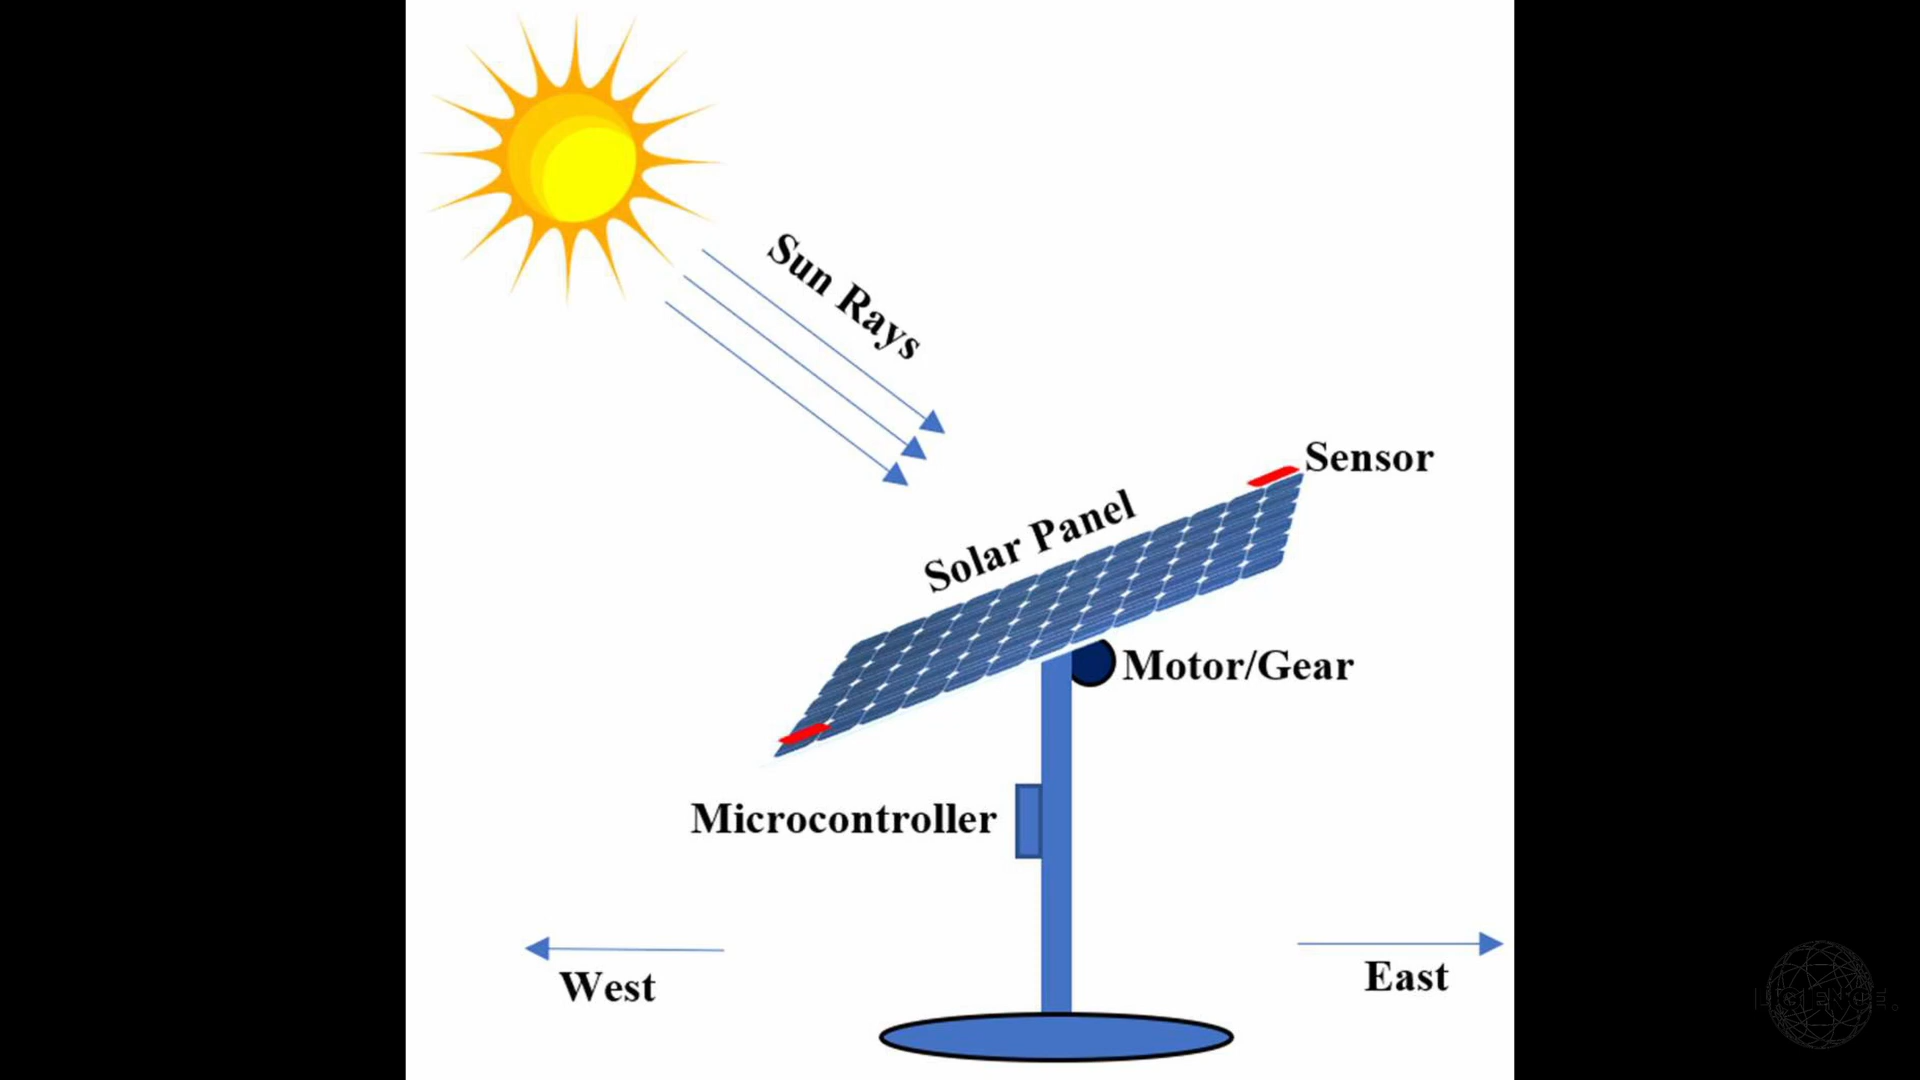 Sun Rays
Sensor
Solar Panel
Motor/Gear
Microcontroller
West
East